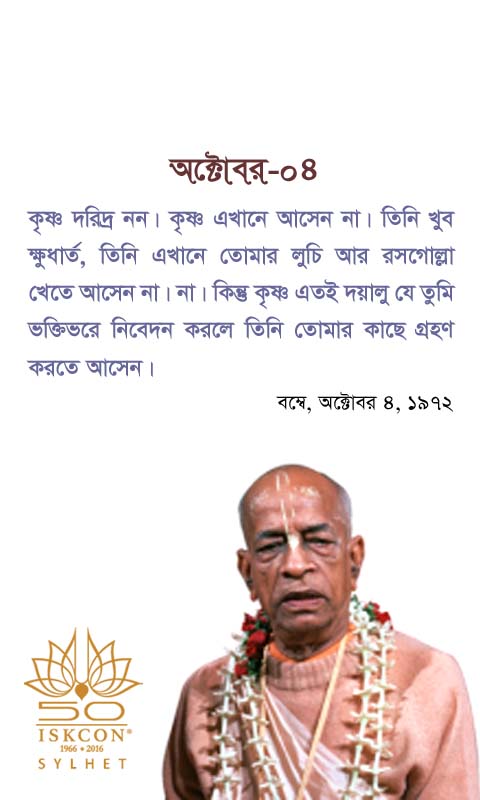 অক্টোবর-০৪
কৃষ্ণ দরিদ্র নন। কৃষ্ণ এখানে আসেন না। তিনি খুব
ক্ষুধার্ত, তিনি এখানে তোমার লুচি আর রসগোল্লা
খেতে আসেন না। না। কিন্তু কৃষ্ণ এতই দয়ালু যে তুমি
ভক্তিভরে নিবেদন করলে তিনি তোমার কাছে গ্রহণ
করতে আসেন।
বম্বে, অক্টোবর ৪, ১৯৭২
50
ISKCON®
1966 • 2016
SYLHET